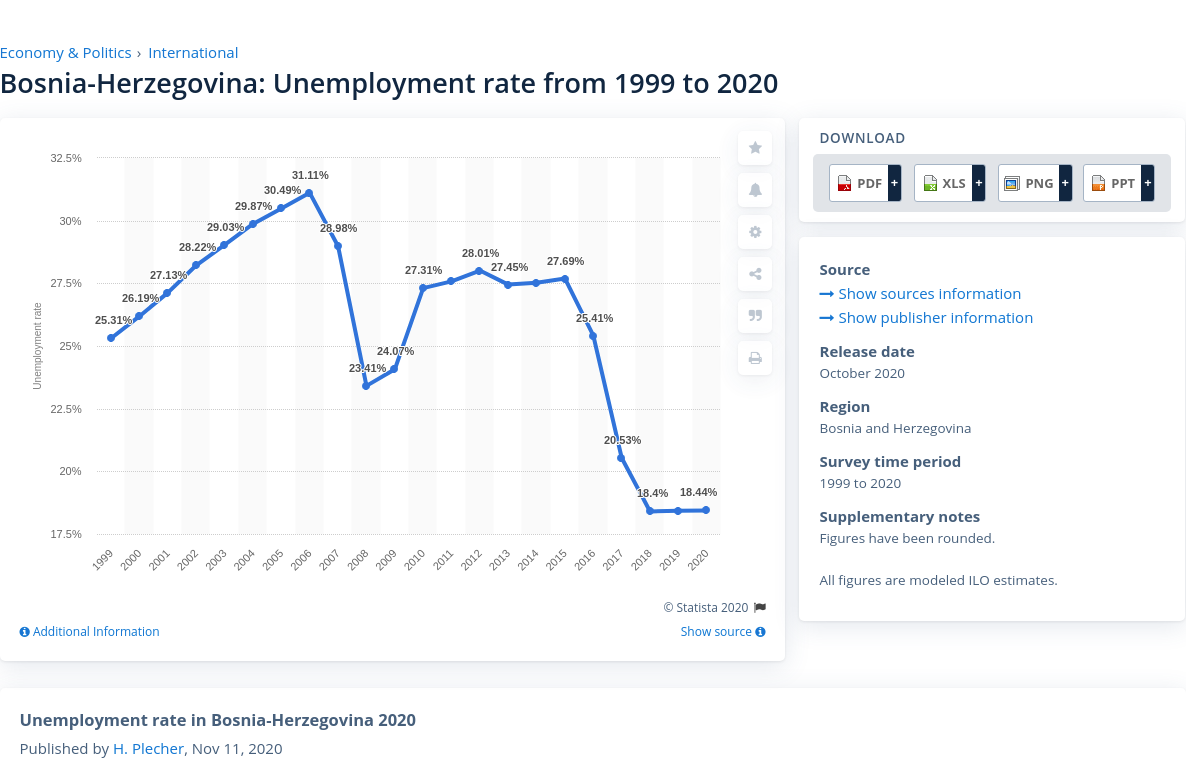 Economy & Politics › International
Bosnia-Herzegovina: Unemployment rate from 1999 to 2020
32.5%
30%
27.5%
25%
22.5%
20%
17.5%
Unemployment rate
25.31%
26.19%
27.13%
28.22%
29.03%
29.87%
30.49%
31.11%
28.98%
23.41%
24.07%
27.31%
28.01%
27.45%
27.69%
25.41%
20.53%
18.4%
18.44%
1999
2000
2001
2002
2003
2004
2005
2006
2007
2008
2009
2010
2011
2012
2013
2014
2015
2016
2017
2018
2019
2020
© Statista 2020
Additional Information
Show source
DOWNLOAD
PDF + XLS + PNG + PPT +
Source
Show sources information
Show publisher information
Release date
October 2020
Region
Bosnia and Herzegovina
Survey time period
1999 to 2020
Supplementary notes
Figures have been rounded.
All figures are modeled ILO estimates.
Unemployment rate in Bosnia-Herzegovina 2020
Published by H. Plecher, Nov 11, 2020